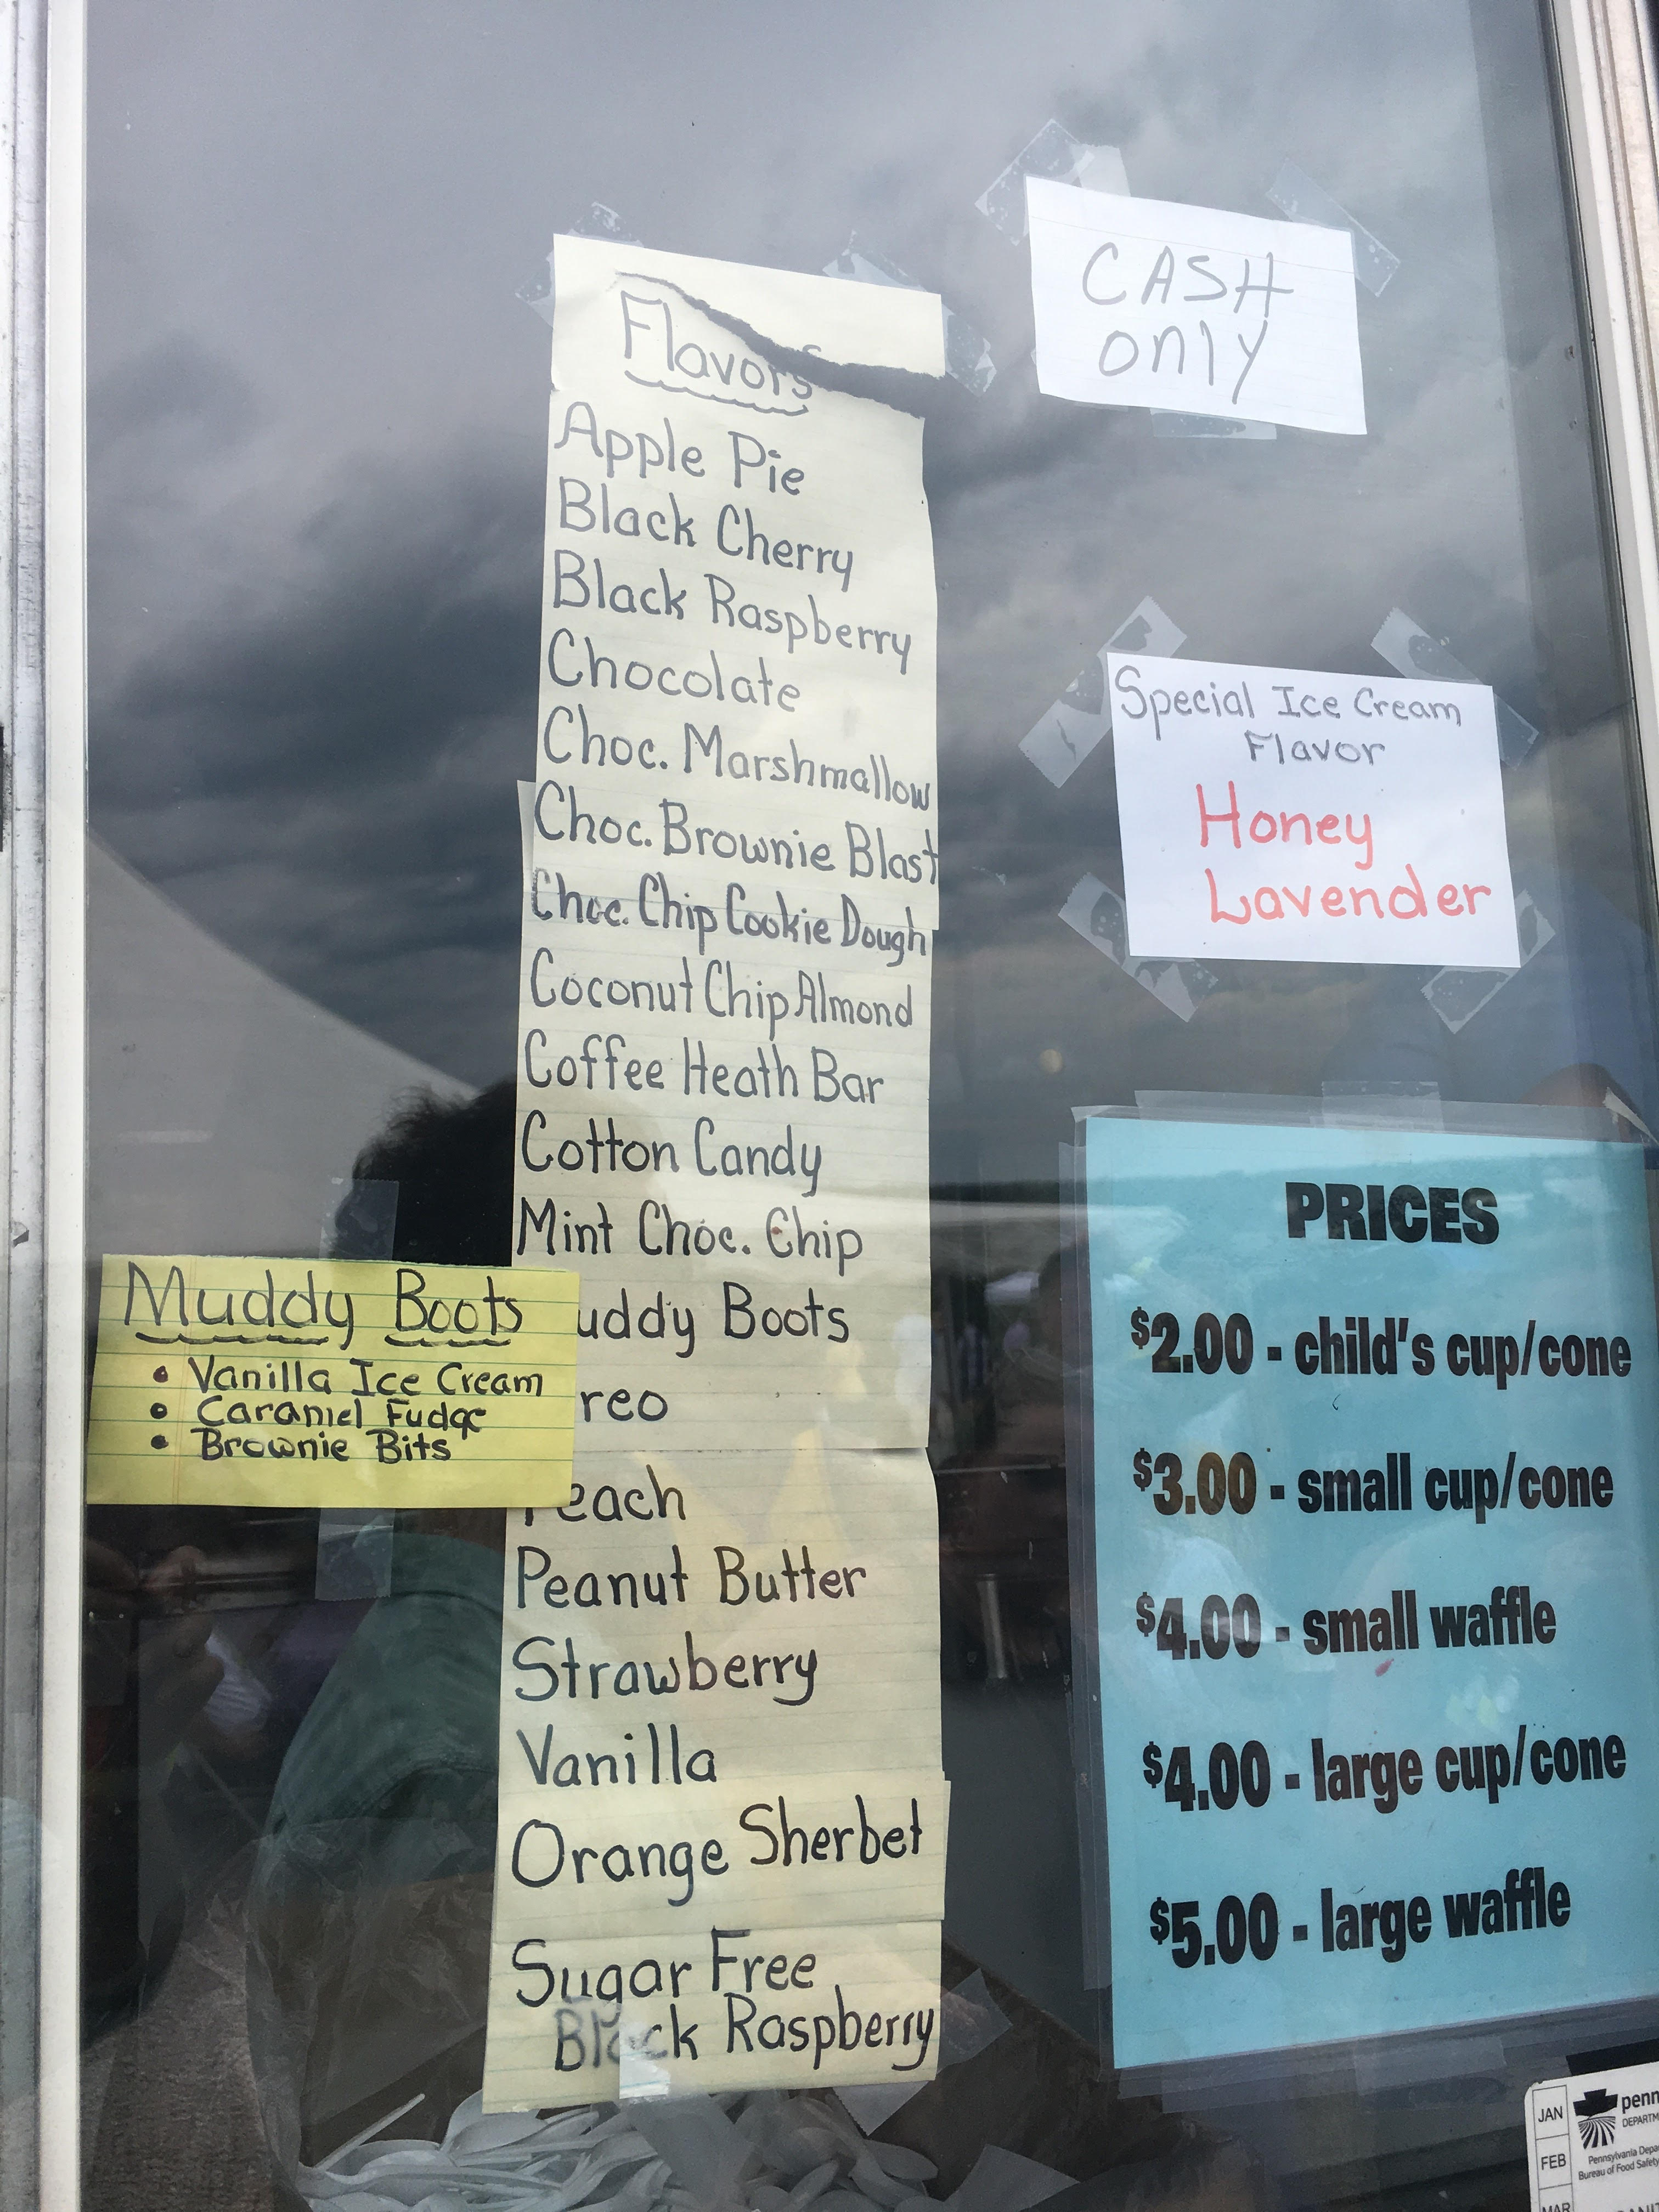 CASH
only
Flavors
Apple Pie
Black Cherry
Black Raspberry
Chocolate
Choc. Marshmallow
Choc. Brownie Blast
Choc. Chip Cookie Dough
Coconut Chip Almond
Coffee Heath Bar
Cotton Candy
Mint Choc. Chip
uddy Boots
reo
Peach
Peanut Butter
Strawberry
Vanilla
Orange Sherbet
Sugar Free
Black Raspberry
Muddy Boots
• Vanilla Ice Cream
• Caramel Fudge
• Brownie Bits
Special Ice Cream
Flavor
Honey
Lavender
PRICES
$2.00 - child's cup/cone
$3.00 - small cup/cone
$4.00 - small waffle
$4.00 - large cup/cone
$5.00 - large waffle
JAN
FEB
MAR
penn
DEPARTM
Pennsylvania Depa
Bureau of Food Safety